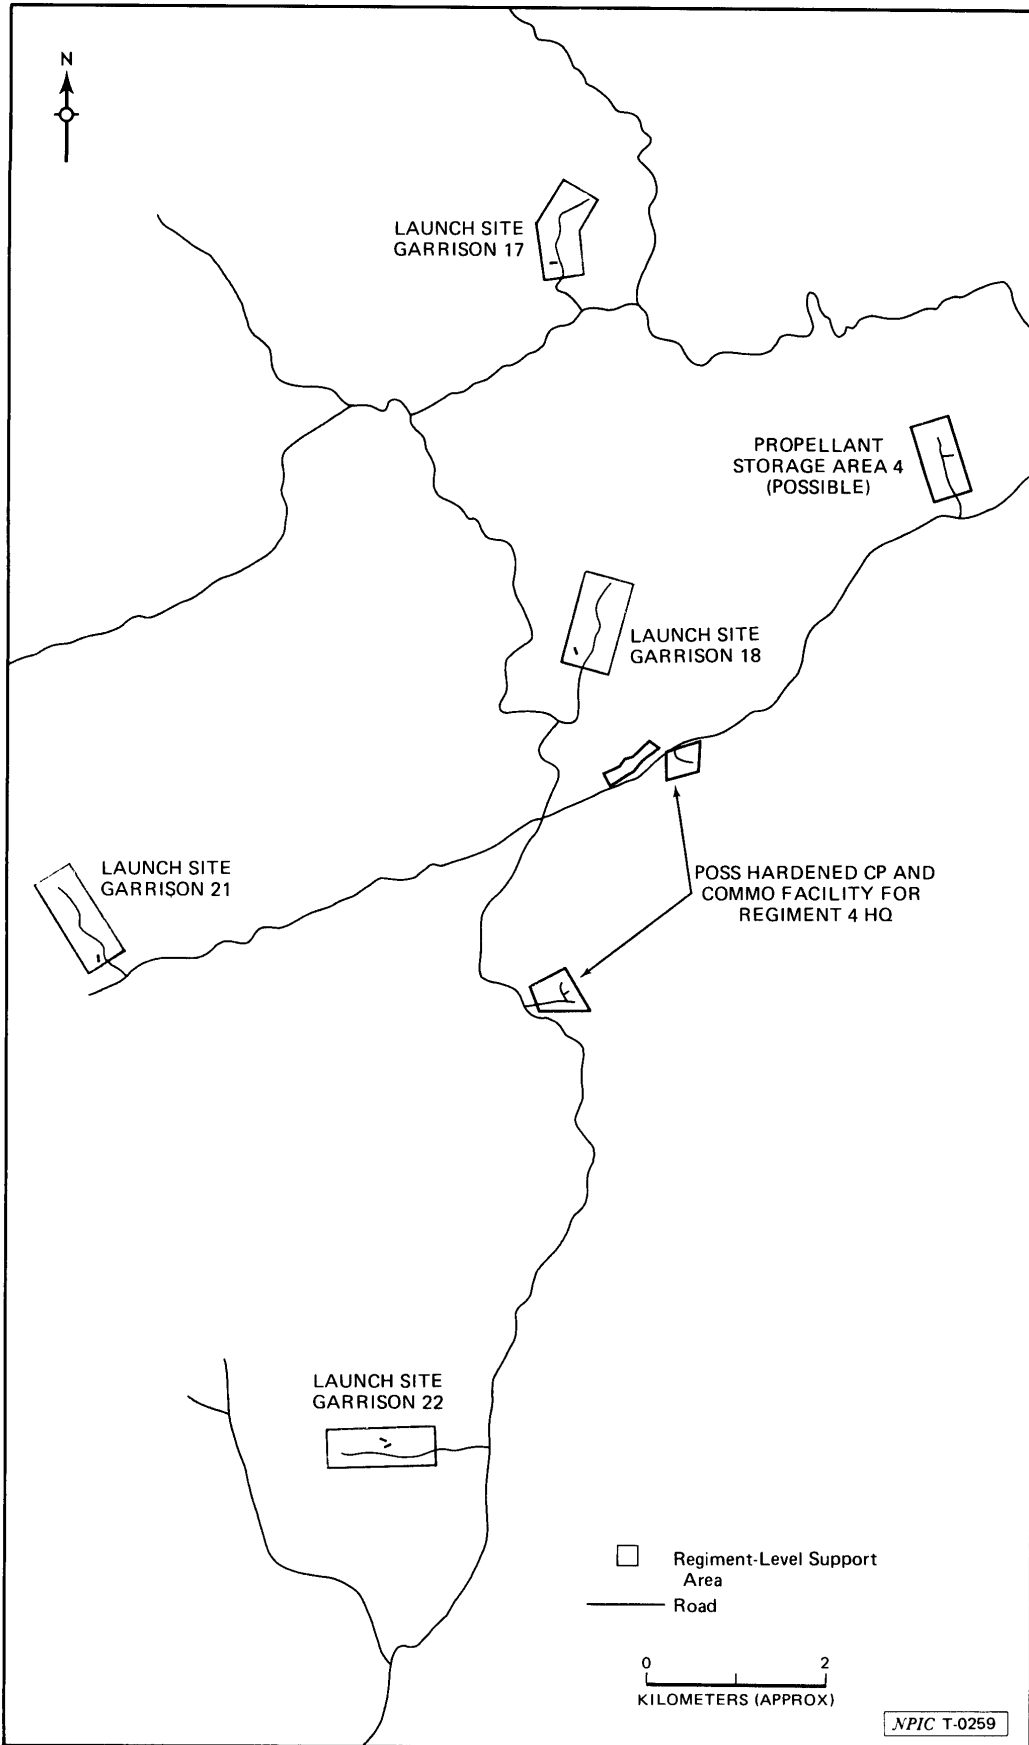 N
LAUNCH SITE
GARRISON 17
PROPELLANT
STORAGE AREA 4
(POSSIBLE)
LAUNCH SITE
GARRISON 18
LAUNCH SITE
GARRISON 21
POSS HARDENED CP AND
COMMO FACILITY FOR
REGIMENT 4 HQ
LAUNCH SITE
GARRISON 22
Regiment-Level Support
Area
Road
0 2
KILOMETERS (APPROX)
NPIC T-0259